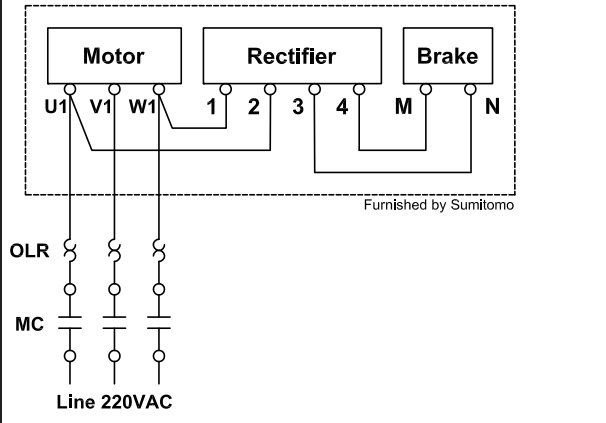 Motor Rectifier Brake
U1 V1 W1 1 2 3 4 M N
Furnished by Sumitomo
OLR
MC
Line 220VAC